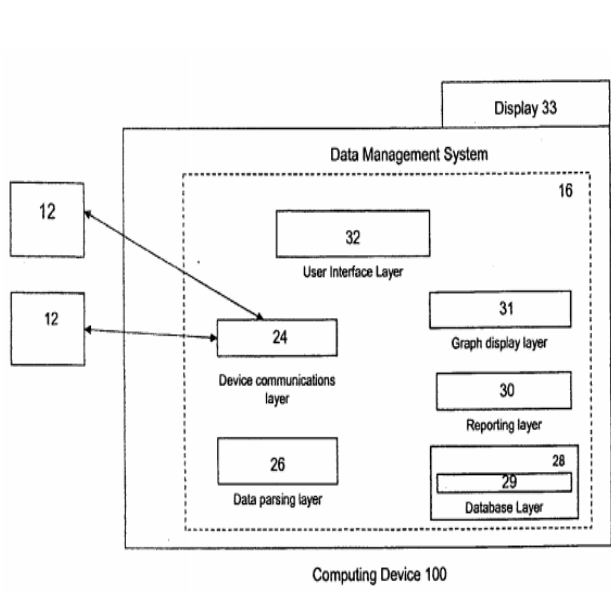 Display 33
Data Management System
16
12
32
User Interface Layer
12
31
Graph display layer
24
Device communications
layer
30
Reporting layer
26
Data parsing layer
28
29
Database Layer
Computing Device 100